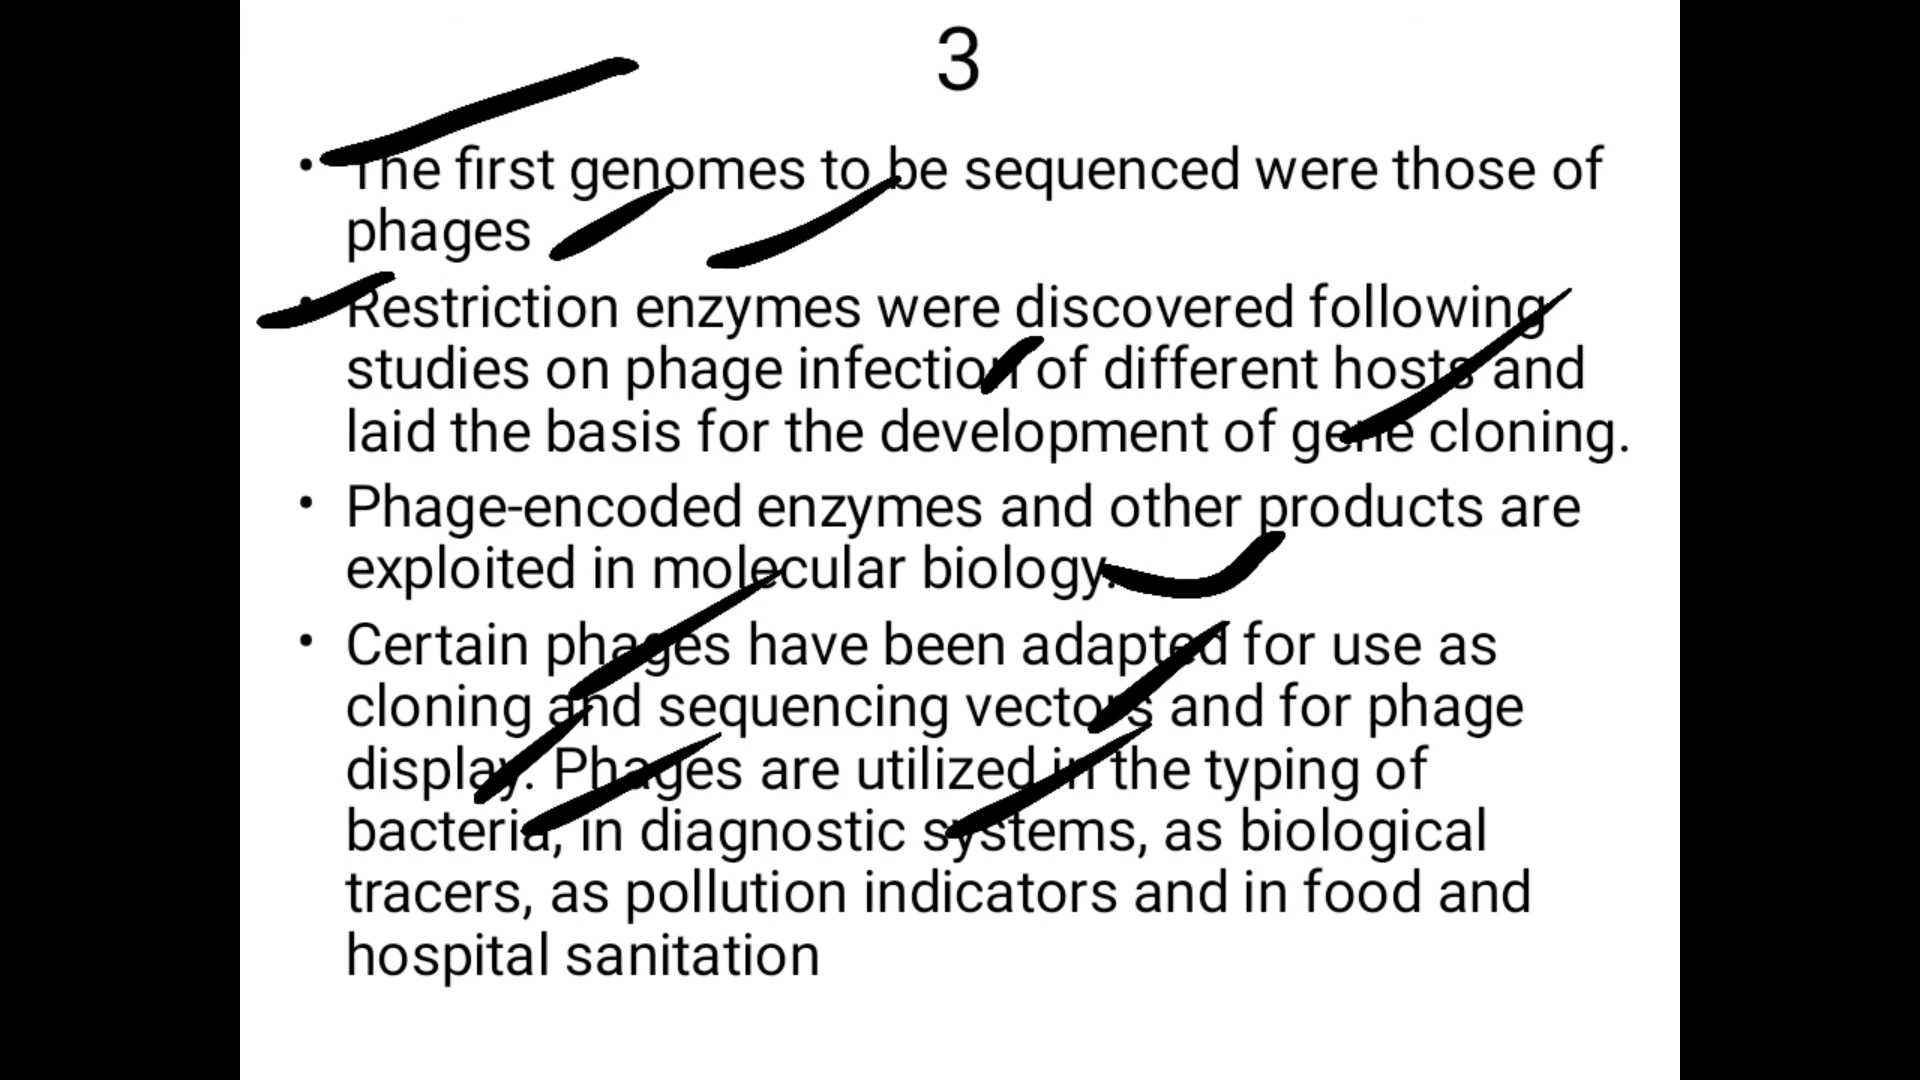 3
• The first genomes to be sequenced were those of
phages
• Restriction enzymes were discovered following
studies on phage infection of different hosts and
laid the basis for the development of gene cloning.
• Phage-encoded enzymes and other products are
exploited in molecular biology.
• Certain phages have been adapted for use as
cloning and sequencing vectors and for phage
display. Phages are utilized in the typing of
bacteria, in diagnostic systems, as biological
tracers, as pollution indicators and in food and
hospital sanitation